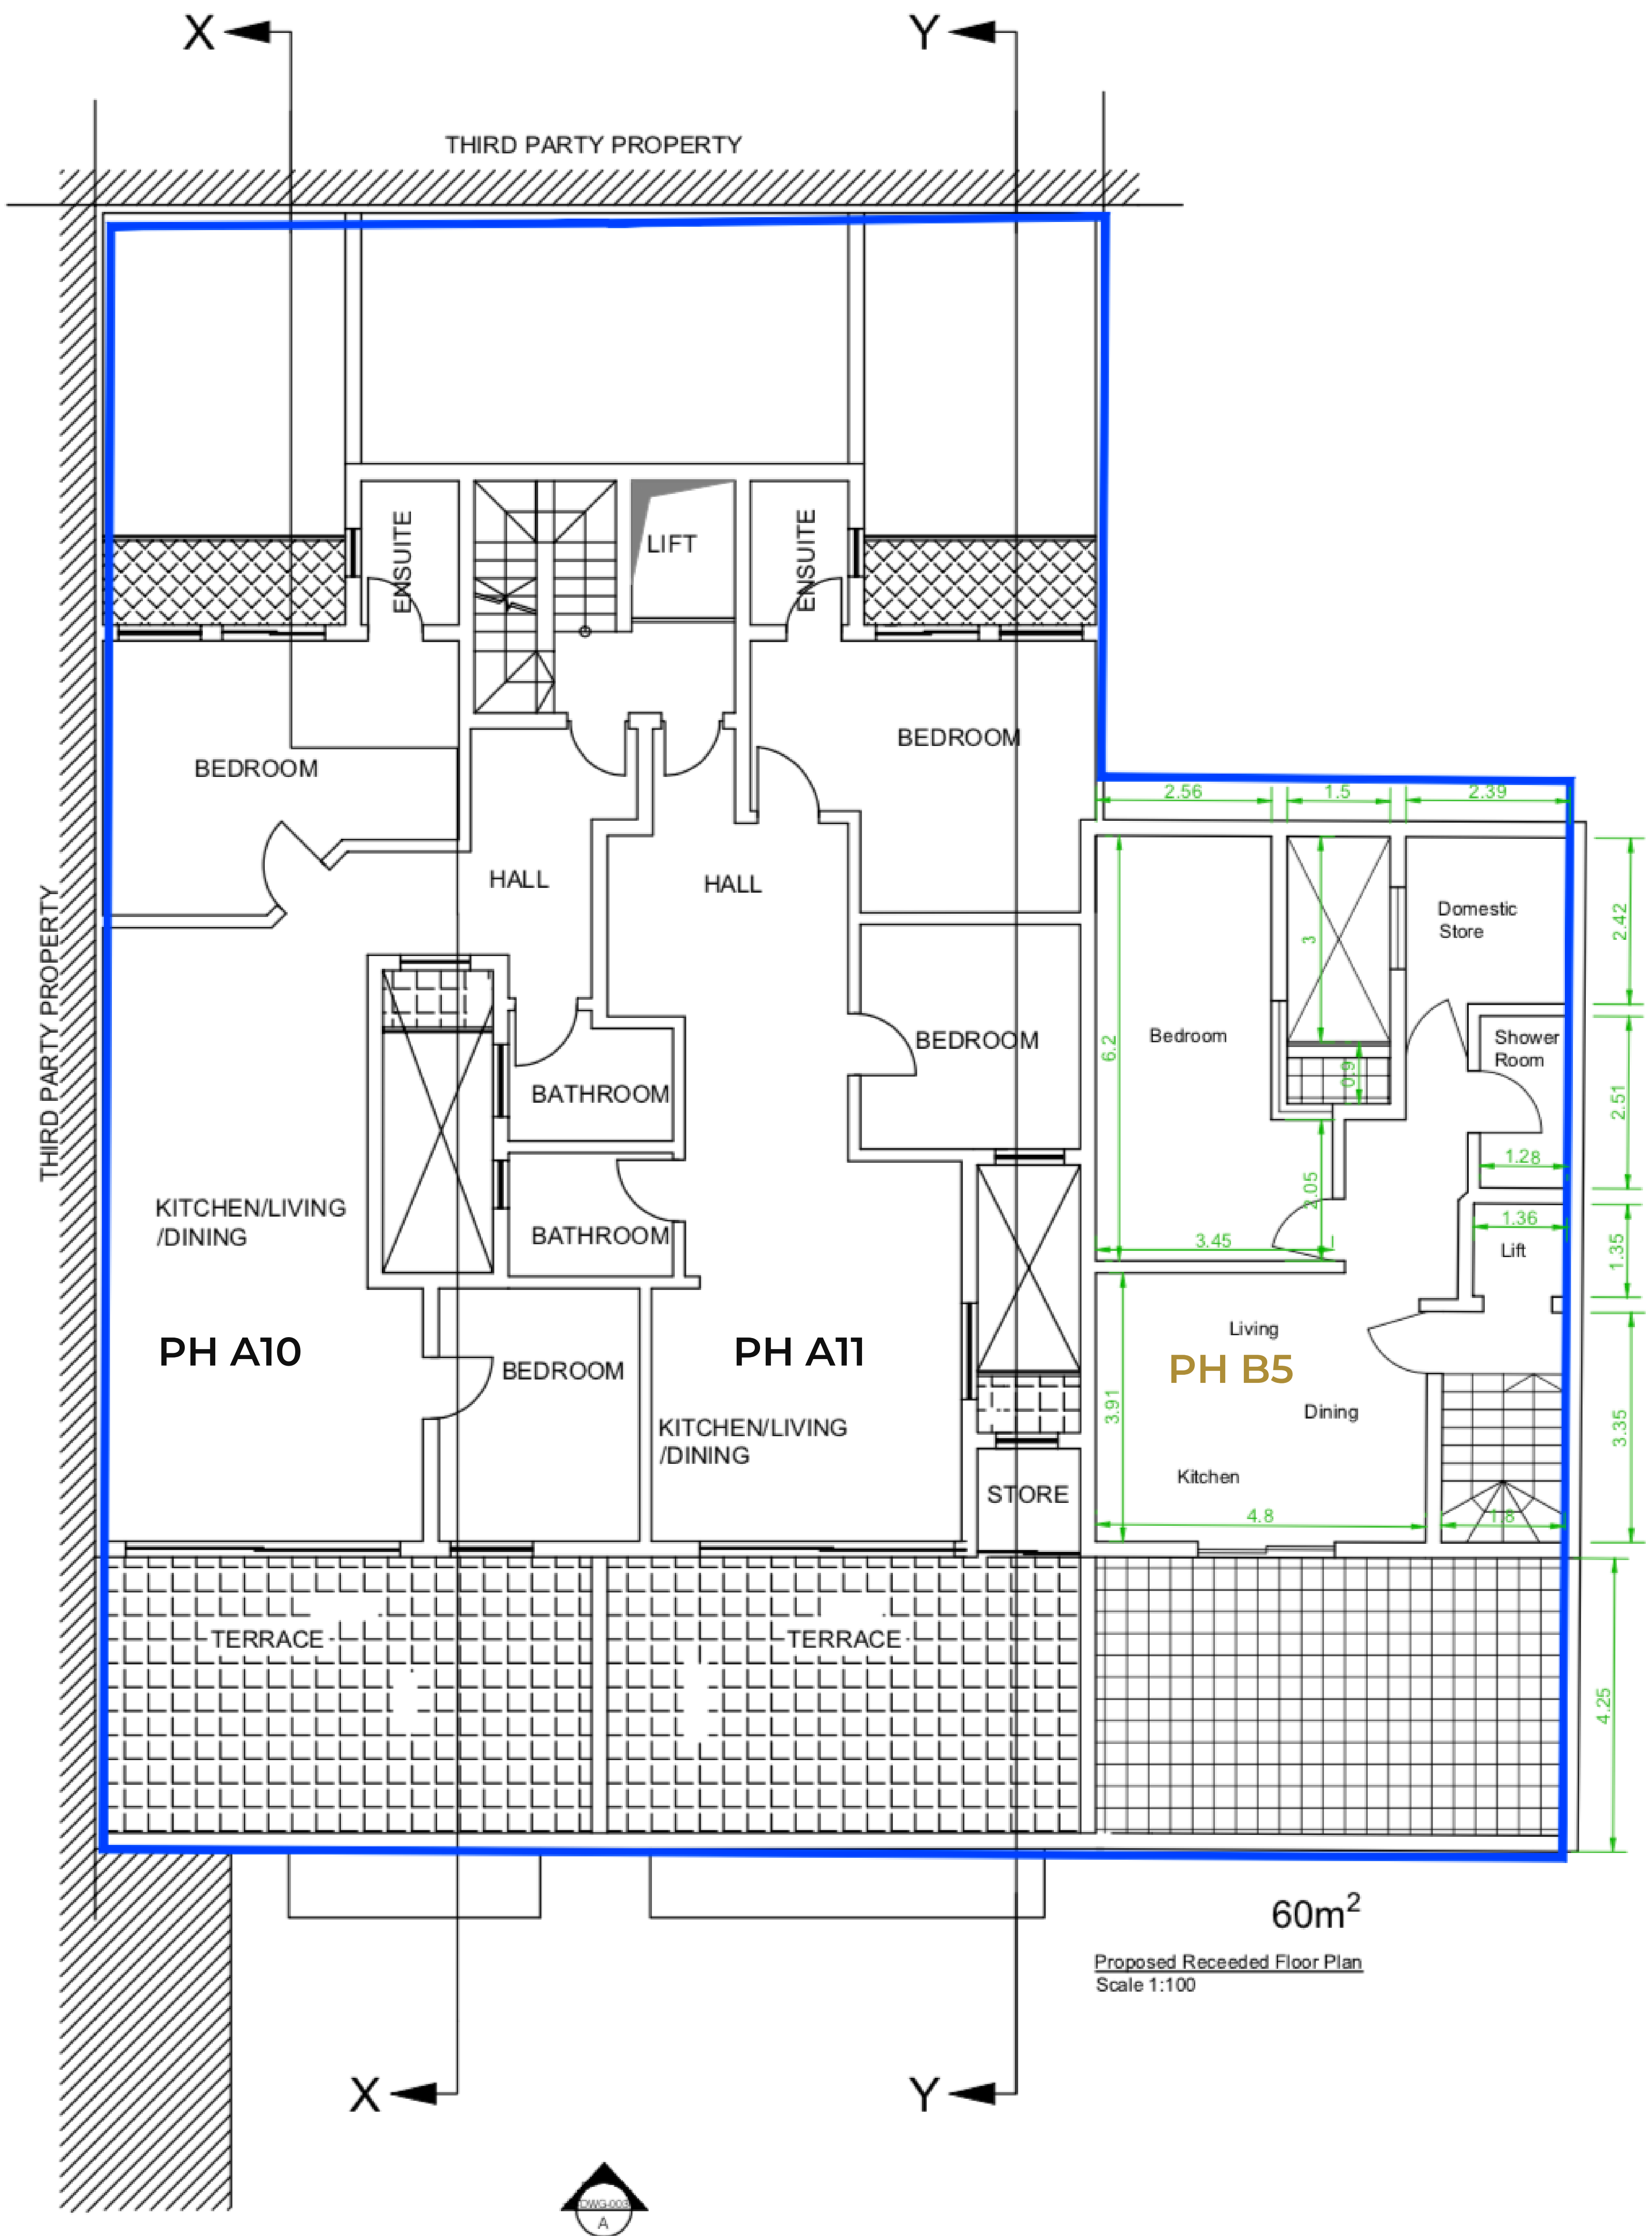 X
Y
THIRD PARTY PROPERTY
THIRD PARTY PROPERTY
ENSUITE
LIFT
ENSUITE
BEDROOM
BEDROOM
2.56
1.5
2.39
HALL
HALL
Domestic
Store
2.42
3
6.2
Bedroom
BEDROOM
Shower
Room
0.9
2.51
BATHROOM
1.28
2.05
KITCHEN/LIVING
/DINING
BATHROOM
3.45
1.36
Lift
1.35
PH A10
PH A11
Living
PH B5
BEDROOM
3.91
Dining
KITCHEN/LIVING
/DINING
3.35
Kitchen
STORE
4.8
1.8
TERRACE
TERRACE
4.25
60m²
Proposed Receeded Floor Plan
Scale 1:100
X
Y
DWG-003
A